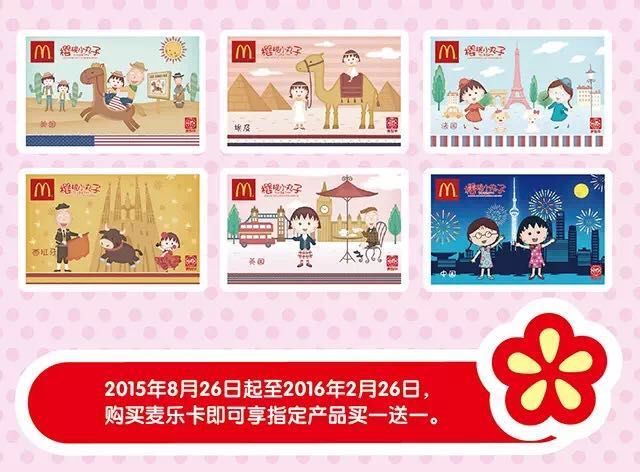 樱桃小丸子
美国
樱桃小丸子
埃及
樱桃小丸子
法国
樱桃小丸子
西班牙
樱桃小丸子
英国
樱桃小丸子
中国
2015年8月26日起至2016年2月26日，
购买麦乐卡即可享指定产品买一送一。